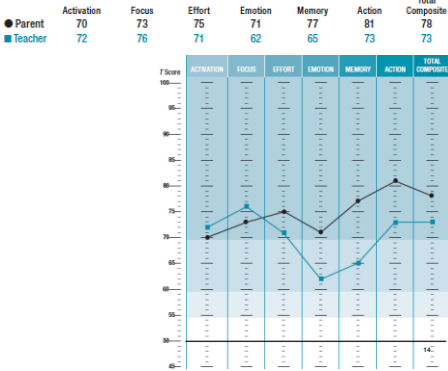 Total
Activation Focus Effort Emotion Memory Action Composite
Parent 70 73 75 71 77 81 78
Teacher 72 76 71 62 65 73 73
TOTAL
T Score ACTIVATION FOCUS EFFORT EMOTION MEMORY ACTION COMPOSITE
100
90
85
80
75
70
65
60
55
50
14
45